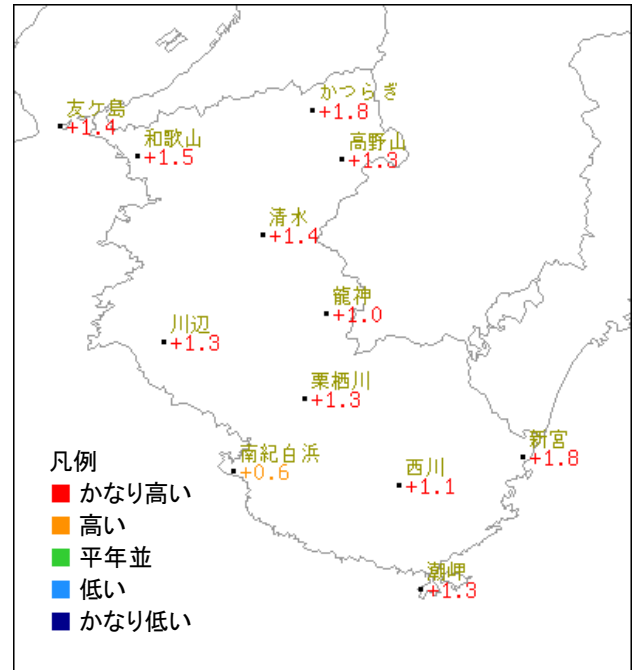 かつらぎ
+1.8
友ケ島
+1.4
和歌山
+1.5
高野山
+1.3
清水
+1.4
龍神
+1.0
川辺
+1.3
栗栖川
+1.3
新宮
+1.8
南紀白浜
+0.6
西川
+1.1
潮岬
+1.3
凡例
かなり高い
高い
平年並
低い
かなり低い